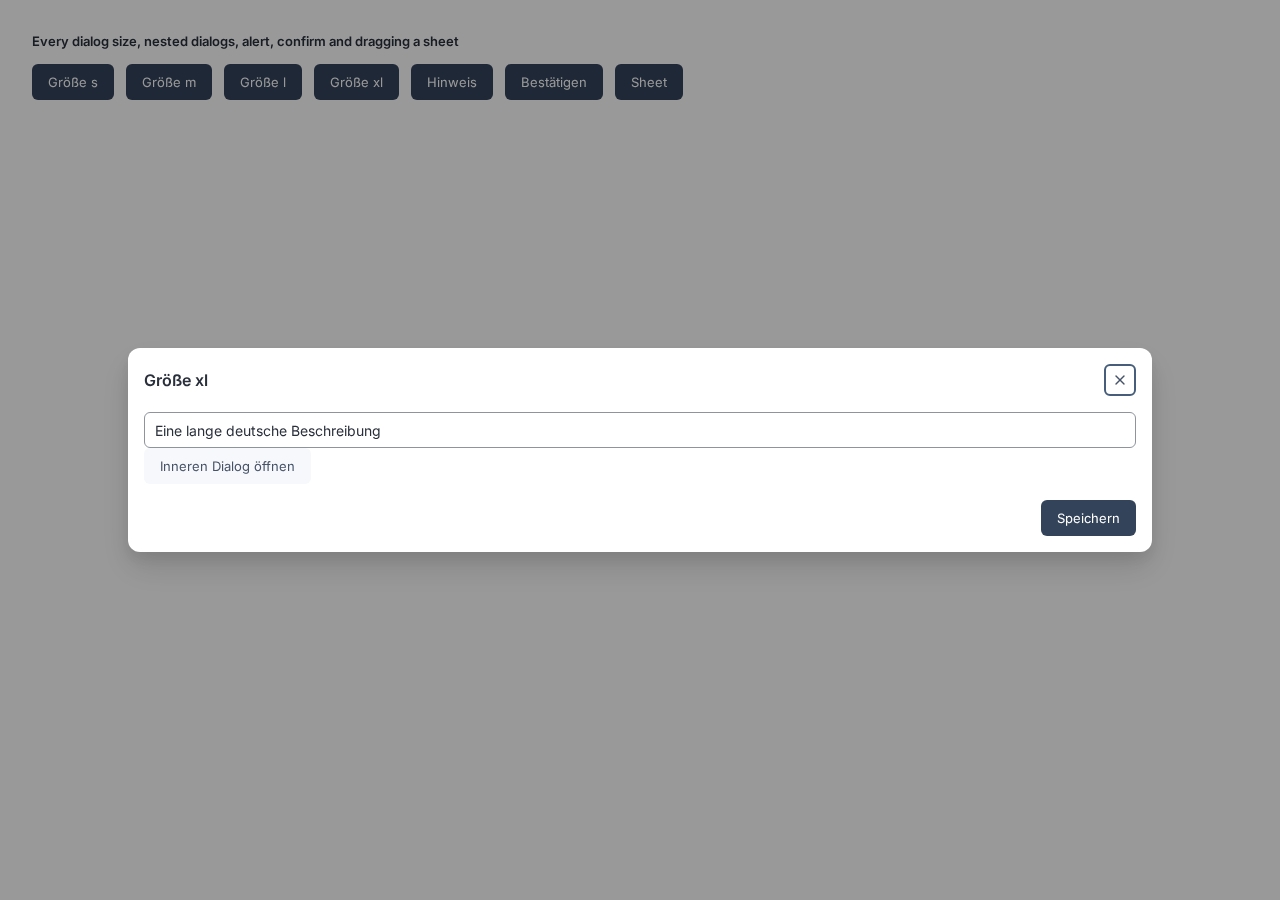 Every dialog size, nested dialogs, alert, confirm and dragging a sheet
Größe s Größe m Größe l Größe xl Hinweis Bestätigen Sheet
Größe xl
Eine lange deutsche Beschreibung
Inneren Dialog öffnen
Speichern